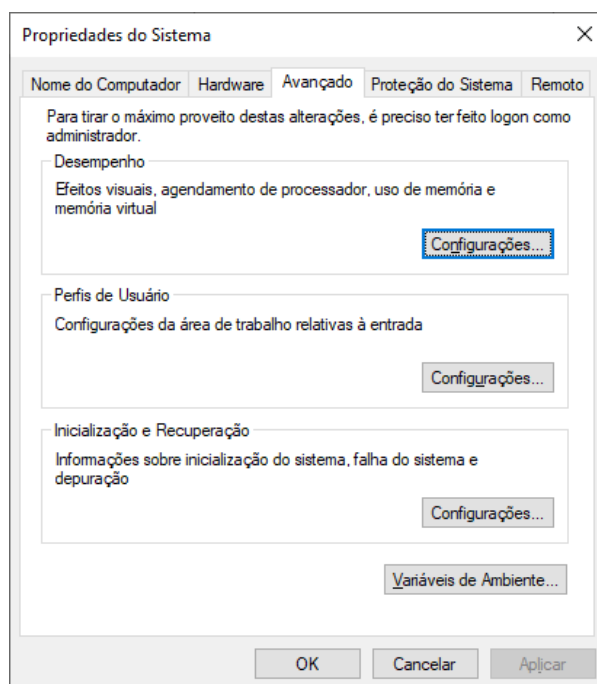 Propriedades do Sistema
Nome do Computador Hardware Avançado Proteção do Sistema Remoto
Para tirar o máximo proveito destas alterações, é preciso ter feito logon como
administrador.
Desempenho
Efeitos visuais, agendamento de processador, uso de memória e
memória virtual
Configurações...
Perfis de Usuário
Configurações da área de trabalho relativas à entrada
Configurações...
Inicialização e Recuperação
Informações sobre inicialização do sistema, falha do sistema e
depuração
Configurações...
Variáveis de Ambiente...
OK Cancelar Aplicar